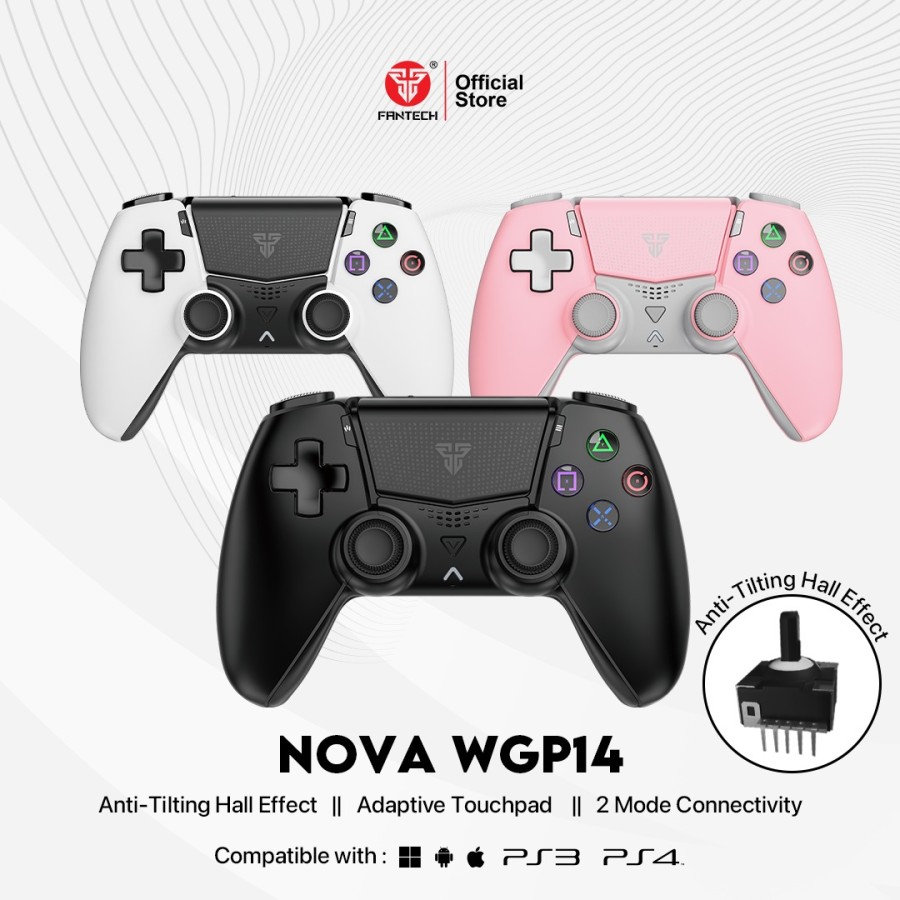 FANTECH
®
Official
Store
Anti-Tilting Hall Effect
NOVA WGP14
Anti-Tilting Hall Effect || Adaptive Touchpad || 2 Mode Connectivity
Compatible with : PS3 PS4™